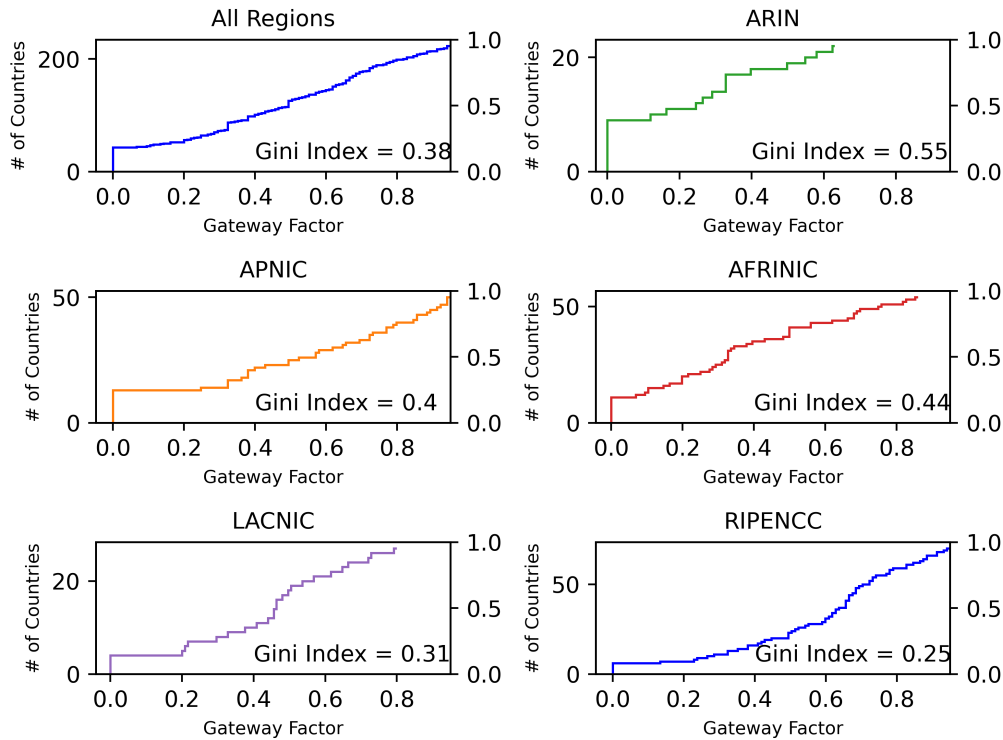 All Regions
# of Countries
200
0
1.0
0.5
0.0
Gini Index = 0.38
0.0 0.2 0.4 0.6 0.8
Gateway Factor
ARIN
# of Countries
20
0
1.0
0.5
0.0
Gini Index = 0.55
0.0 0.2 0.4 0.6 0.8
Gateway Factor
APNIC
# of Countries
50
0
1.0
0.5
0.0
Gini Index = 0.4
0.0 0.2 0.4 0.6 0.8
Gateway Factor
AFRINIC
# of Countries
50
0
1.0
0.5
0.0
Gini Index = 0.44
0.0 0.2 0.4 0.6 0.8
Gateway Factor
LACNIC
# of Countries
20
0
1.0
0.5
0.0
Gini Index = 0.31
0.0 0.2 0.4 0.6 0.8
Gateway Factor
RIPENCC
# of Countries
50
0
1.0
0.5
0.0
Gini Index = 0.25
0.0 0.2 0.4 0.6 0.8
Gateway Factor